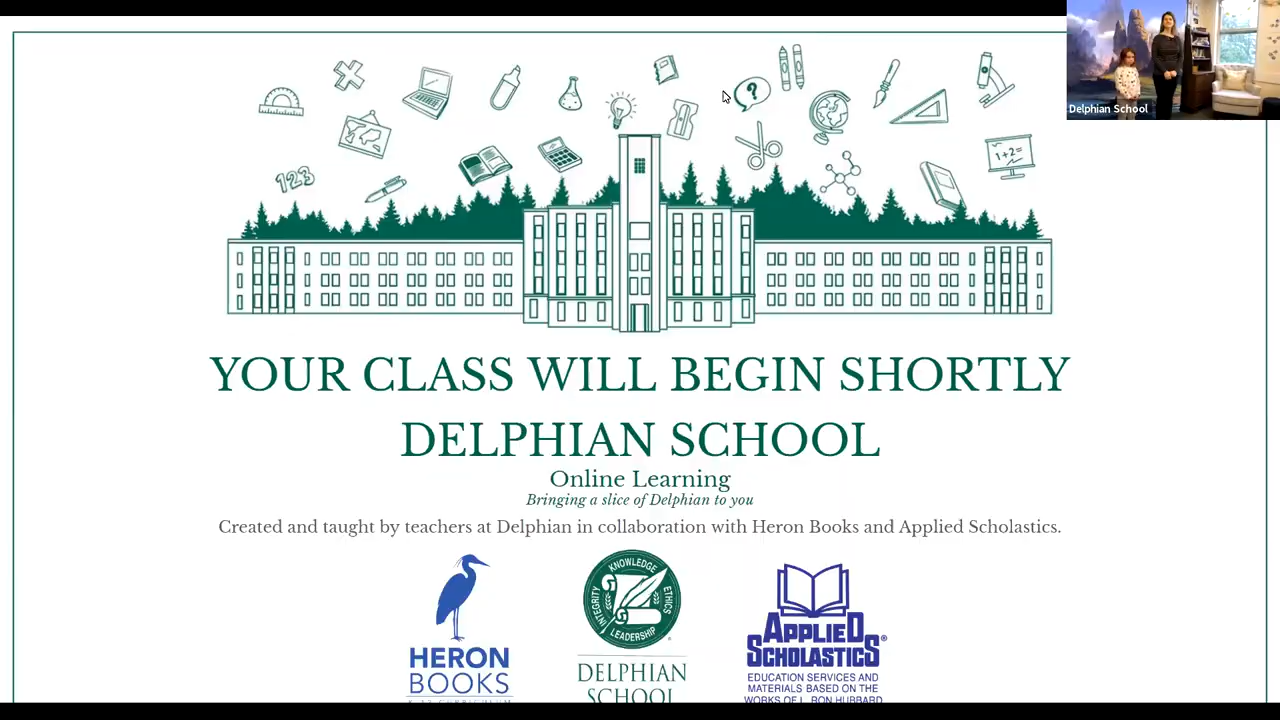 Delphian School
?
123
1+2=
YOUR CLASS WILL BEGIN SHORTLY
DELPHIAN SCHOOL
Online Learning
Bringing a slice of Delphian to you
Created and taught by teachers at Delphian in collaboration with Heron Books and Applied Scholastics.
HERON
BOOKS
KNOWLEDGE
INTEGRITY
ETHICS
LEADERSHIP
DELPHIAN
SCHOOL
APPLIED
SCHOLASTICS®
EDUCATION SERVICES AND
MATERIALS BASED ON THE
WORKS OF L. RON HUBBARD